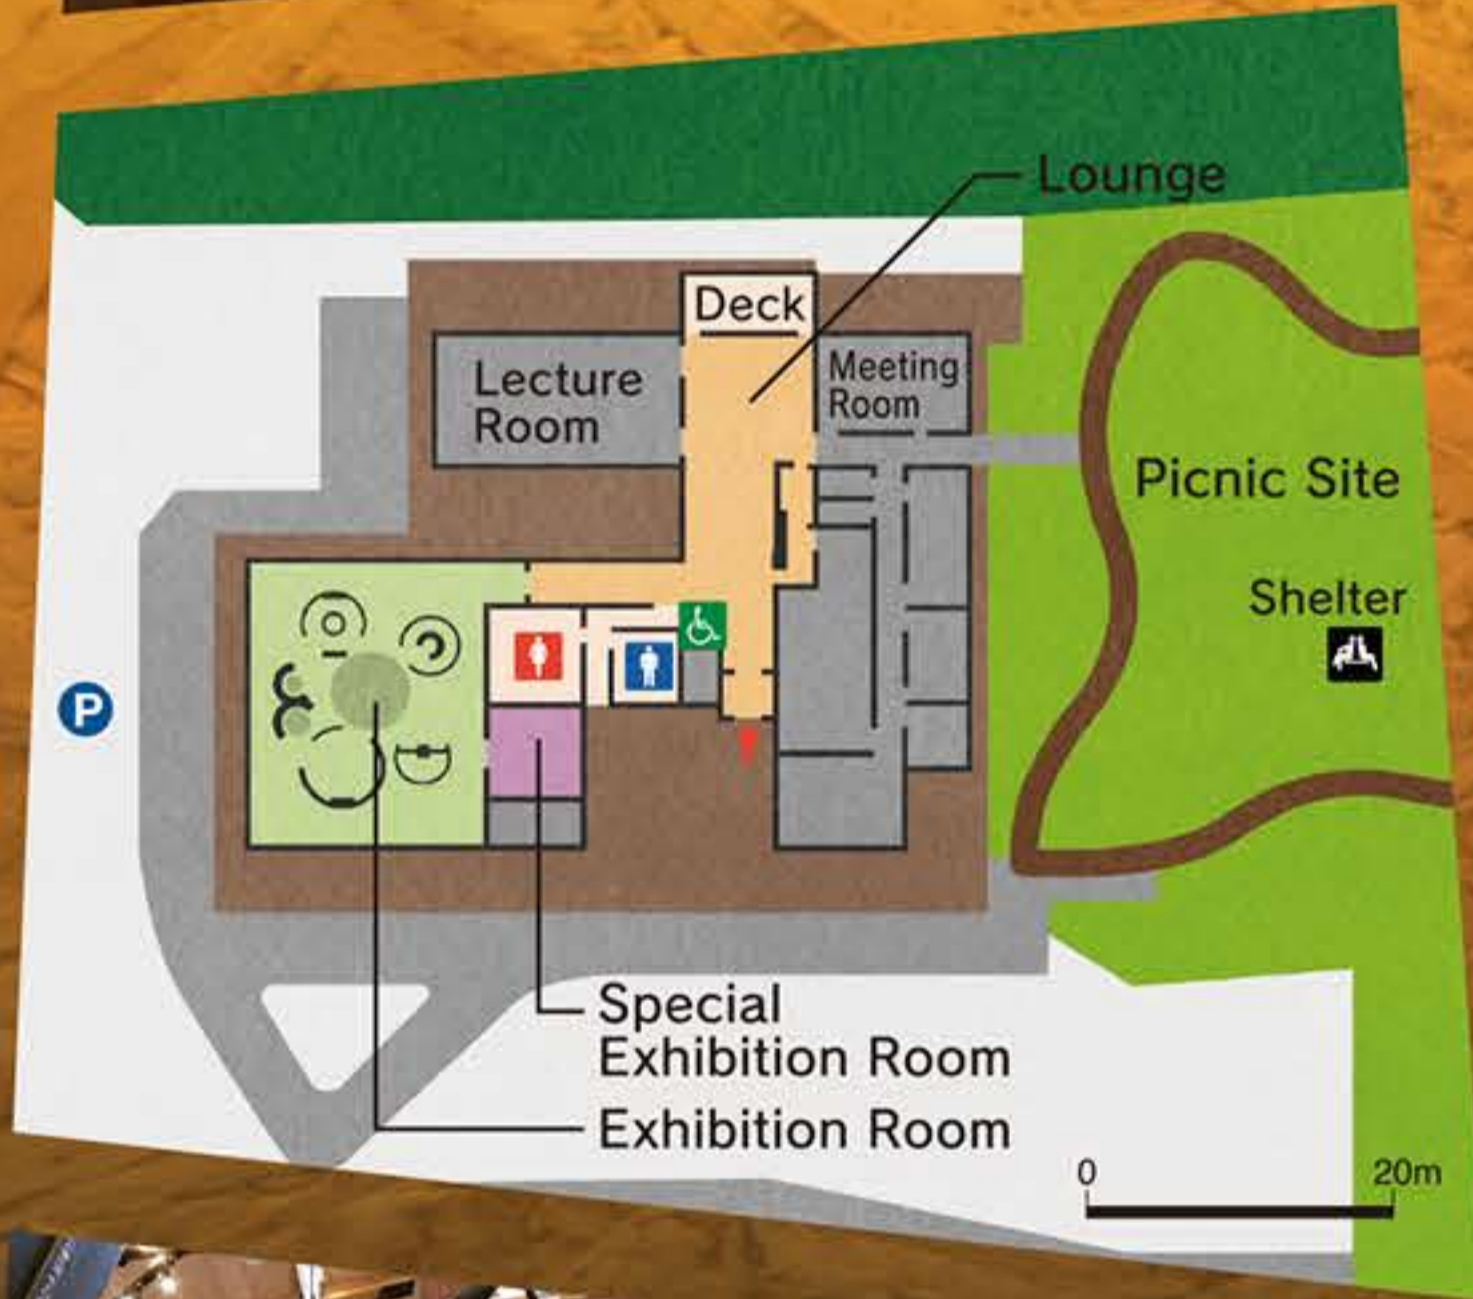 Lounge
Deck
Lecture
Room
Meeting
Room
Picnic Site
Shelter
P
Special
Exhibition Room
Exhibition Room
0 20m